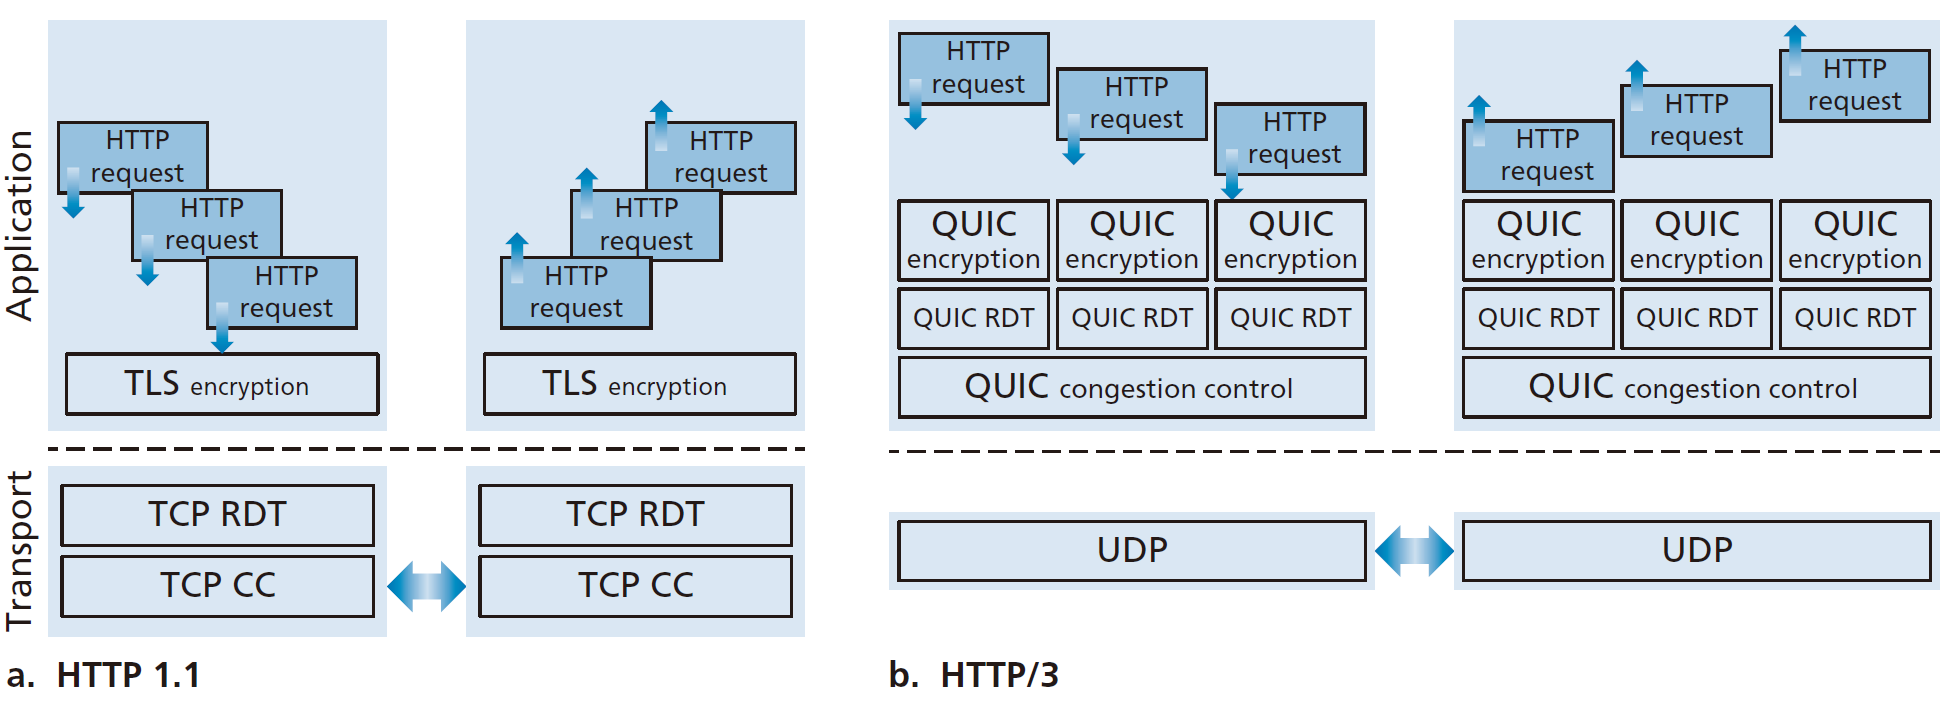 Application
HTTP
request
HTTP
request
HTTP
request
TLS encryption
HTTP
request
HTTP
request
HTTP
request
TLS encryption
Transport
TCP RDT
TCP CC
TCP RDT
TCP CC
a. HTTP 1.1
HTTP
request
HTTP
request
HTTP
request
QUIC
encryption
QUIC
encryption
QUIC
encryption
QUIC RDT
QUIC RDT
QUIC RDT
QUIC congestion control
HTTP
request
HTTP
request
HTTP
request
QUIC
encryption
QUIC
encryption
QUIC
encryption
QUIC RDT
QUIC RDT
QUIC RDT
QUIC congestion control
UDP
UDP
b. HTTP/3